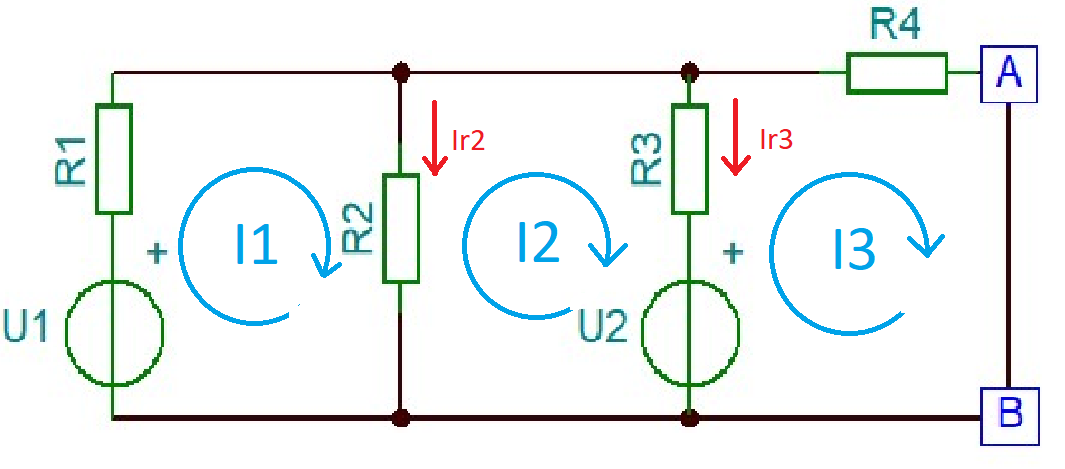 R4
A
R1
Ir2
R3
Ir3
R2
+
I1
I2
+
I3
U1
U2
B